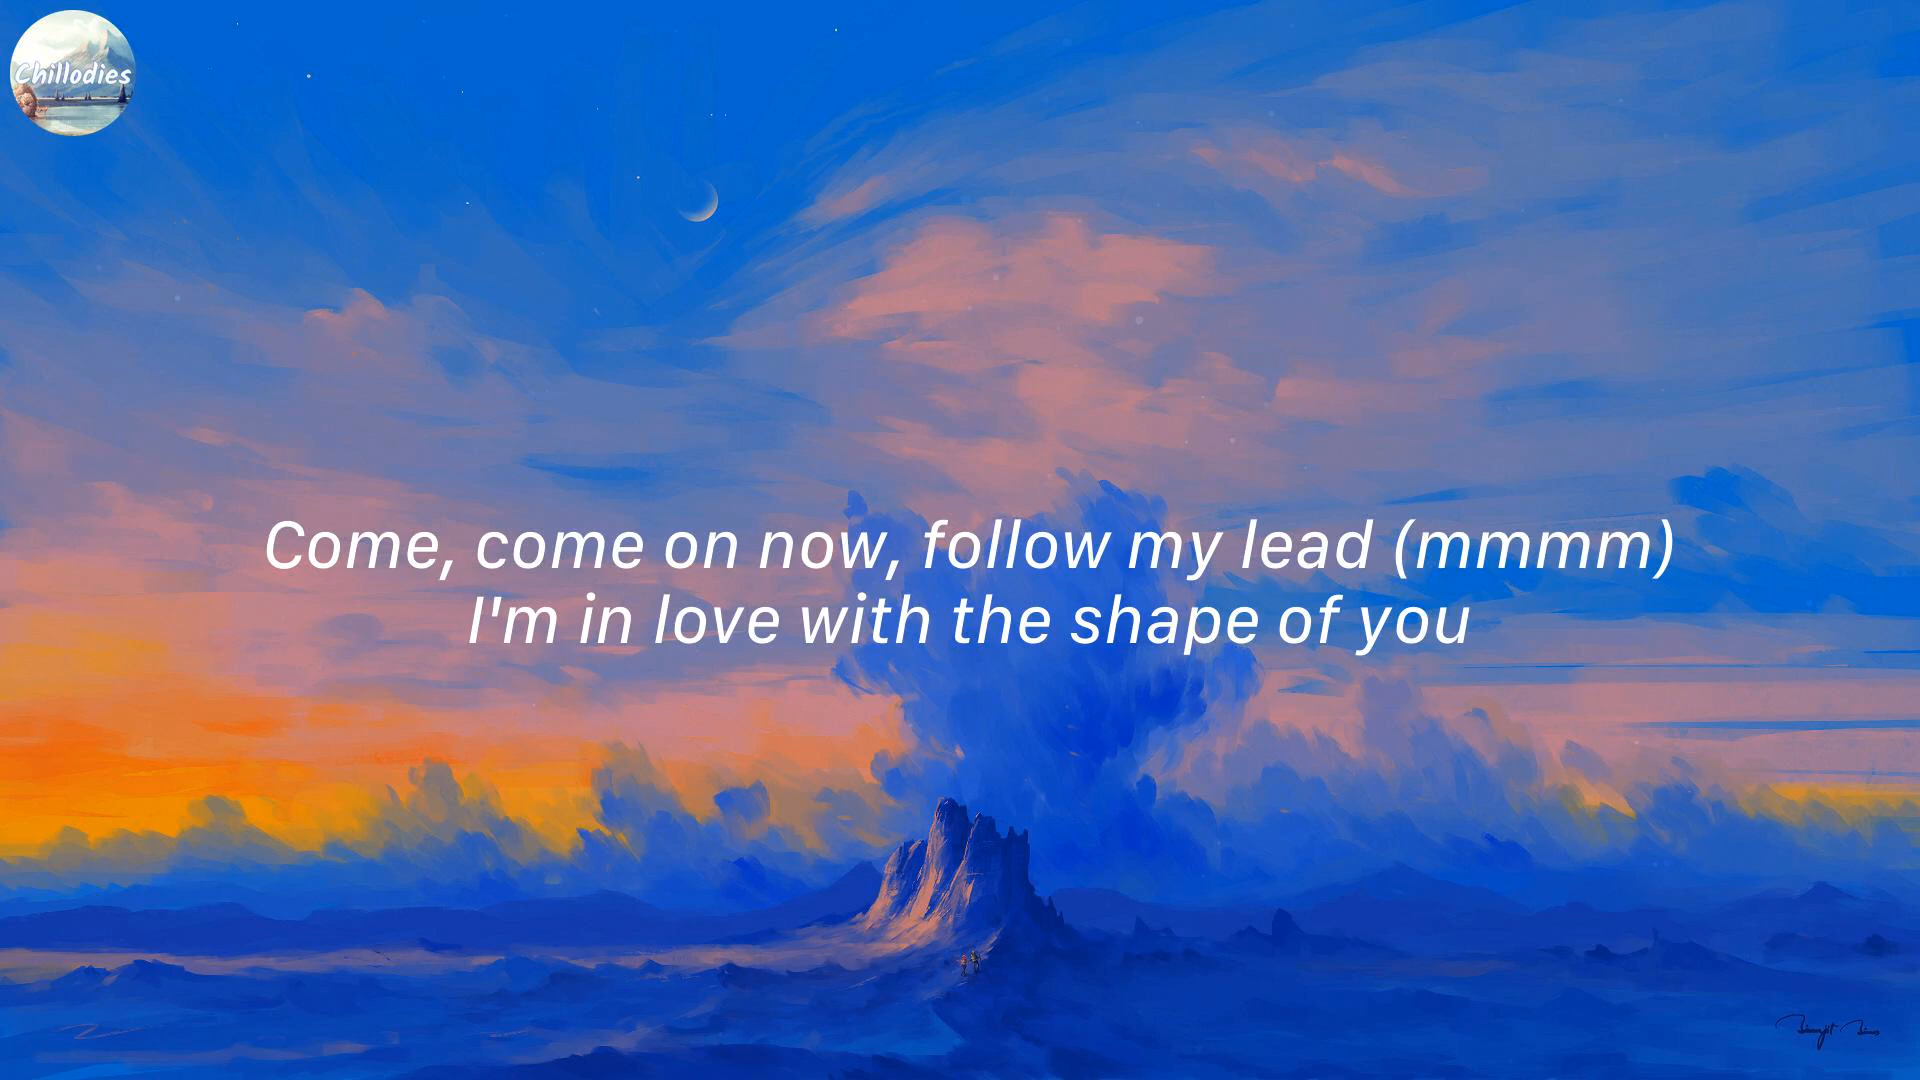 Chillodies
Come, come on now, follow my lead (mmmm)
I'm in love with the shape of you